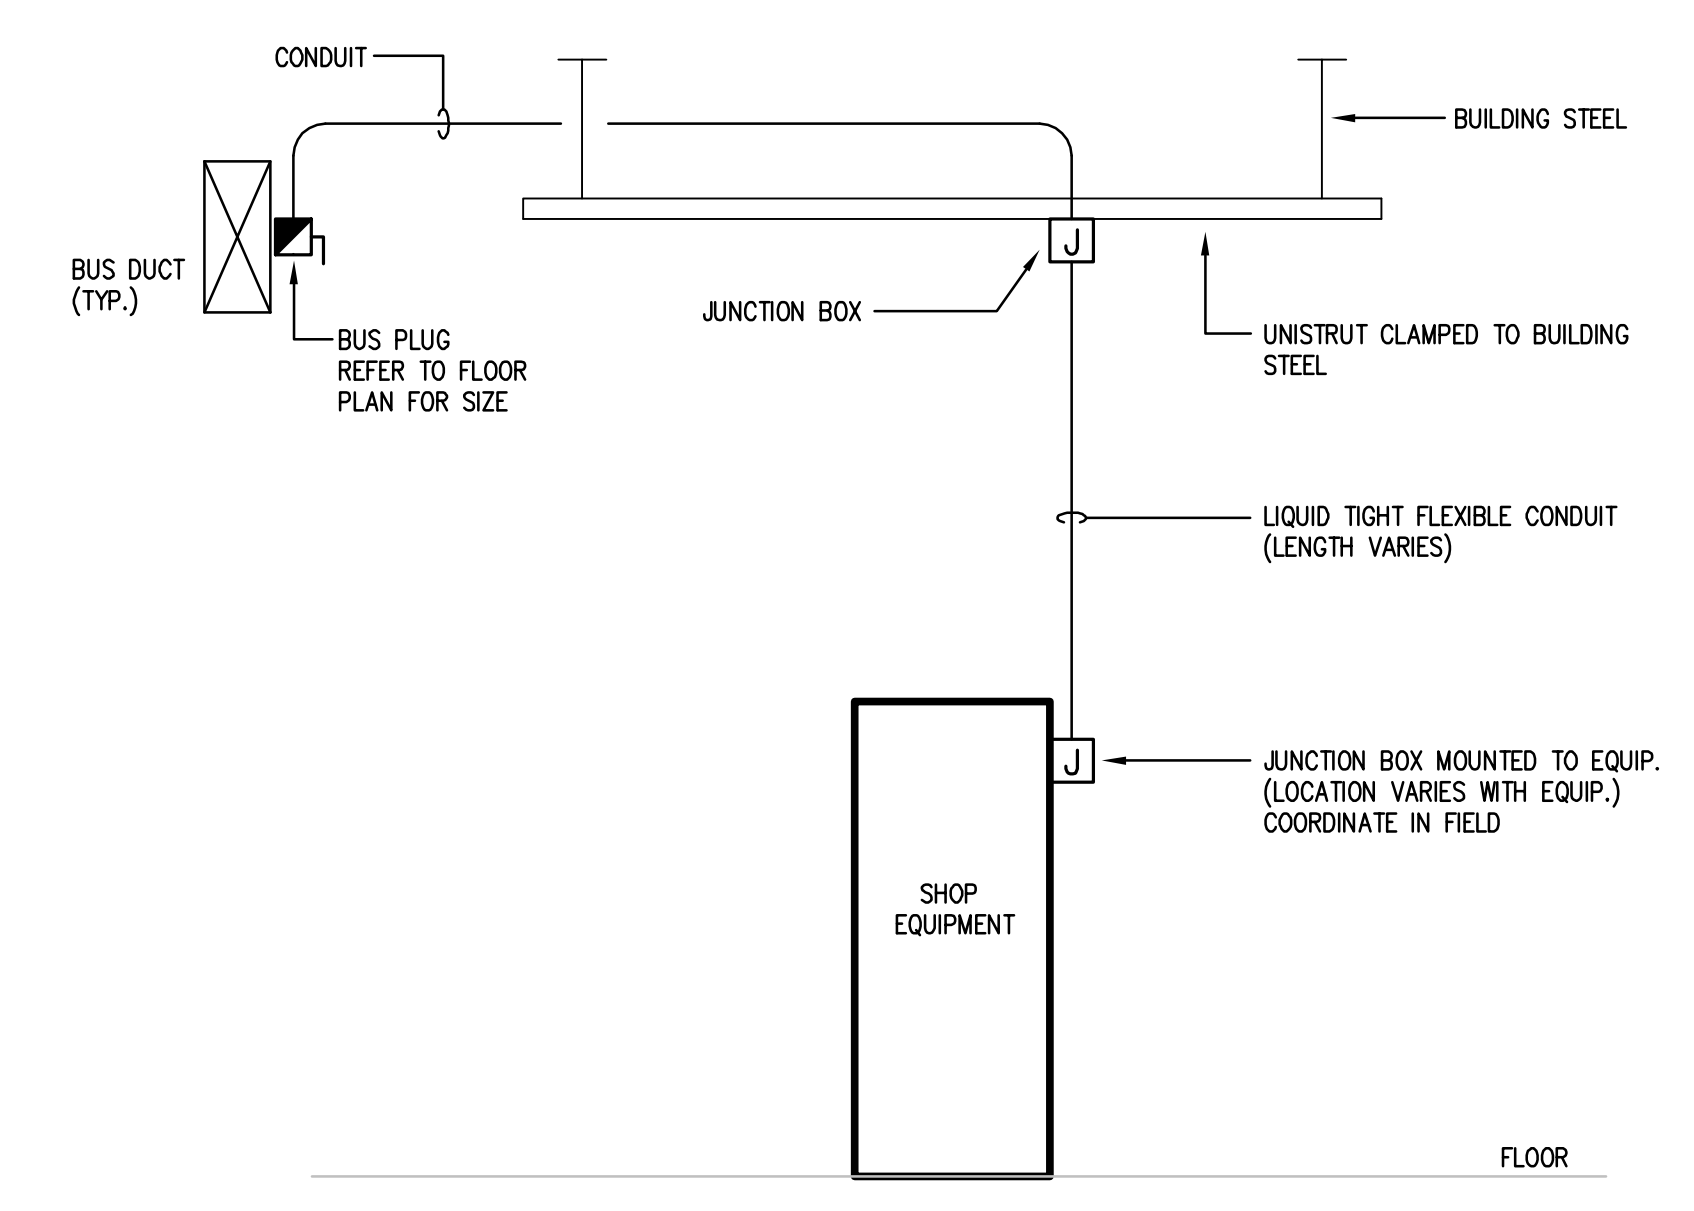 CONDUIT
BUILDING STEEL
BUS DUCT
(TYP.)
J
JUNCTION BOX
BUS PLUG
REFER TO FLOOR
PLAN FOR SIZE
UNISTRUT CLAMPED TO BUILDING
STEEL
LIQUID TIGHT FLEXIBLE CONDUIT
(LENGTH VARIES)
J
JUNCTION BOX MOUNTED TO EQUIP.
(LOCATION VARIES WITH EQUIP.)
COORDINATE IN FIELD
SHOP
EQUIPMENT
FLOOR